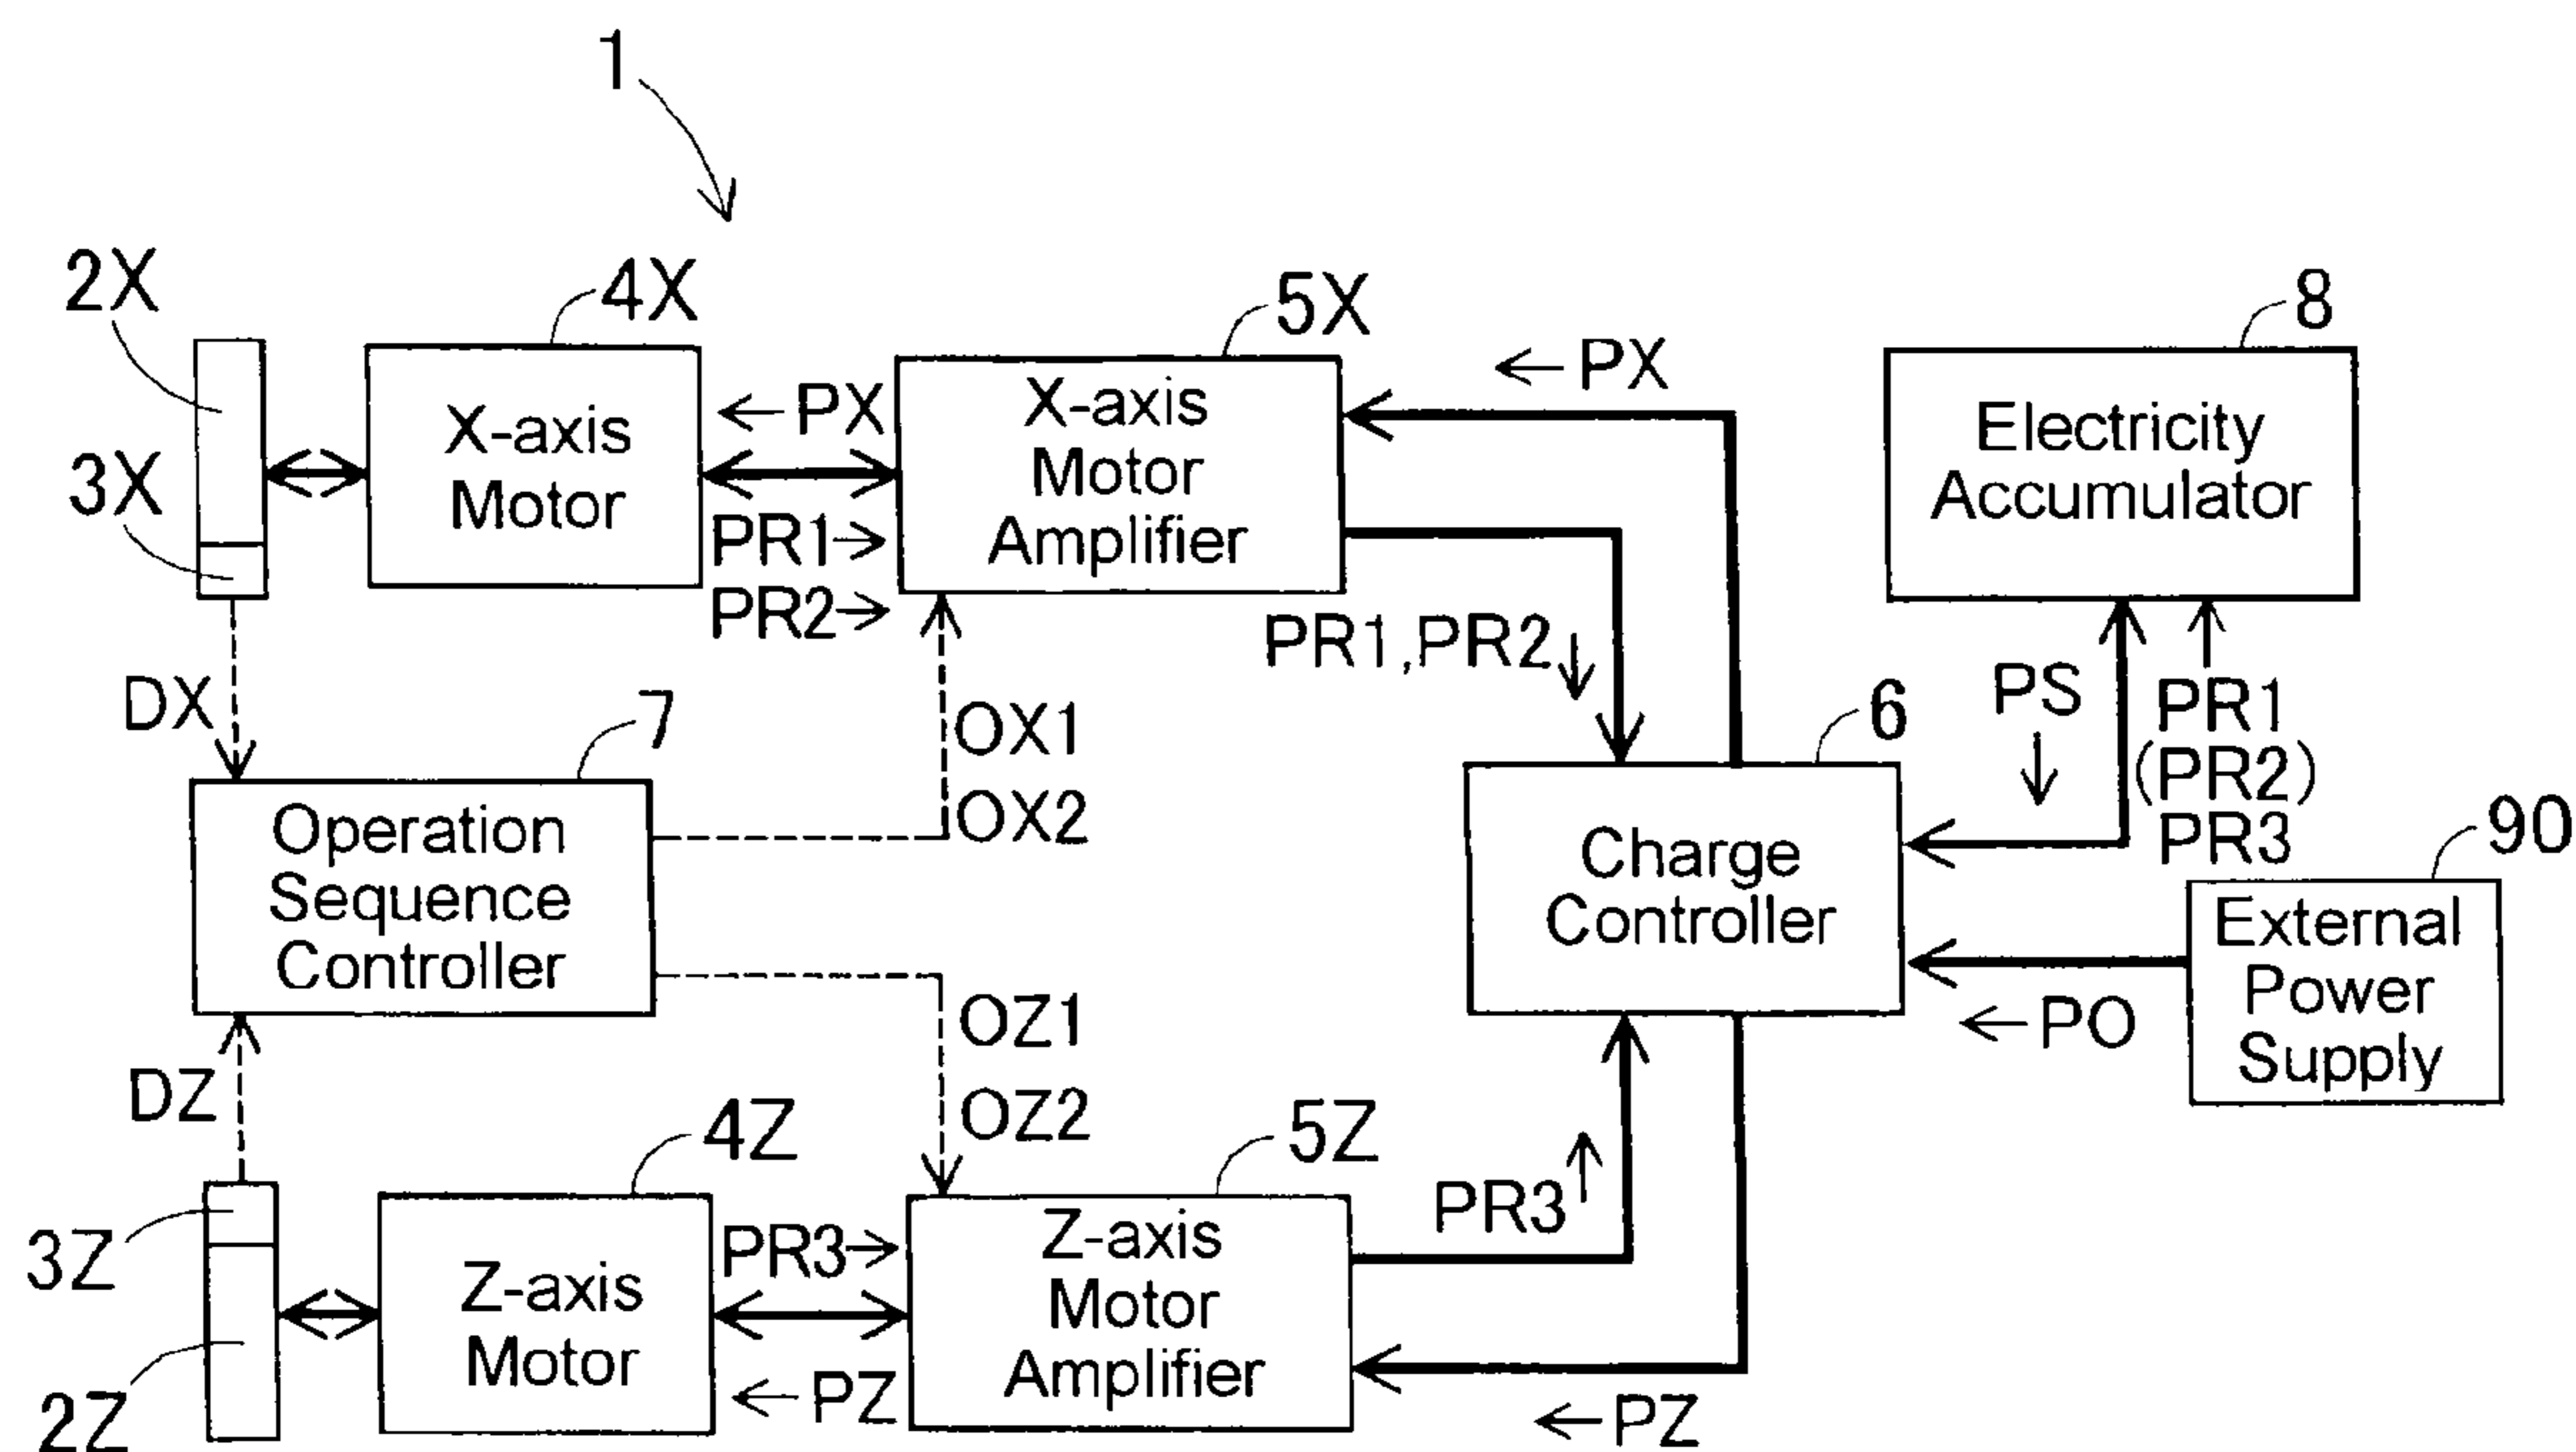 1
2X
4X
5X
8
3X
X-axis
Motor
←PX
PR1→
PR2→
X-axis
Motor
Amplifier
←PX
PR1,PR2↓
Electricity
Accumulator
DX
7
OX1
OX2
6
PS
↓
↑
PR1
(PR2)
PR3
90
Operation
Sequence
Controller
Charge
Controller
External
Power
Supply
←PO
DZ
OZ1
OZ2
4Z
5Z
3Z
2Z
Z-axis
Motor
PR3→
←PZ
Z-axis
Motor
Amplifier
PR3↑
←PZ